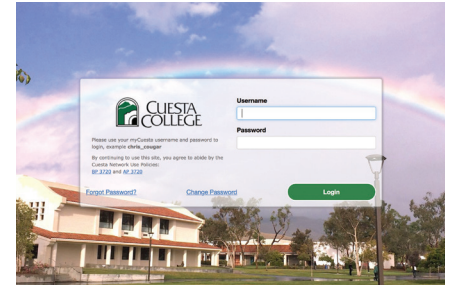 CUESTA
COLLEGE
Please use your myCuesta username and password to
login, example chris_cougar
By continuing to use this site, you agree to abide by the
Cuesta Network Use Policies:
BP 3720 and AP 3720
Username
Password
Forgot Password?
Change Password
Login